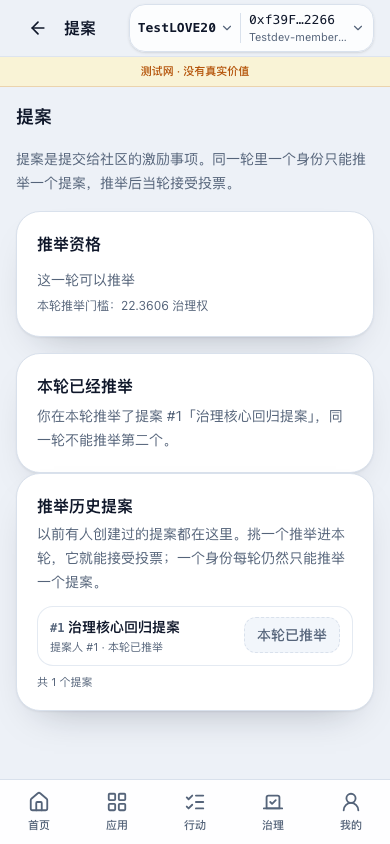 提案
TestLOVE20
0xf39F…2266
Testdev-member…
测试网 · 没有真实价值
提案
提案是提交给社区的激励事项。同一轮里一个身份只能推
举一个提案，推举后当轮接受投票。
推举资格
这一轮可以推举
本轮推举门槛：22.3606 治理权
本轮已经推举
你在本轮推举了提案 #1「治理核心回归提案」，同
一轮不能推举第二个。
推举历史提案
以前有人创建过的提案都在这里。挑一个推举进本
轮，它就能接受投票；一个身份每轮仍然只能推举
一个提案。
#1 治理核心回归提案
提案人 #1 · 本轮已推举
本轮已推举
共 1 个提案
首页
应用
行动
治理
我的